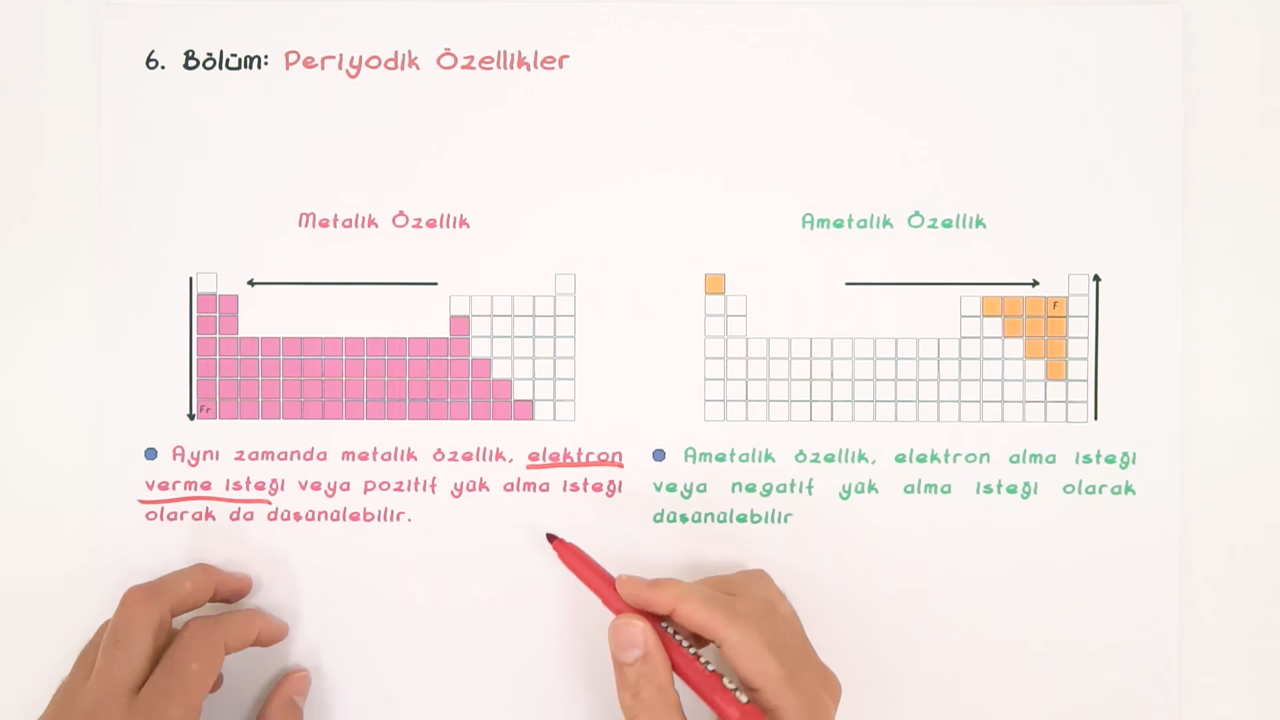 6. Bölüm: Periyodik Özellikler
Metalik Özellik
Ametalik Özellik
F
Fr
Aynı zamanda metalik özellik, elektron
verme isteği veya pozitif yük alma isteği
olarak da düşünülebilir.
Ametalik özellik, elektron alma isteği
veya negatif yük alma isteği olarak
düşünülebilir